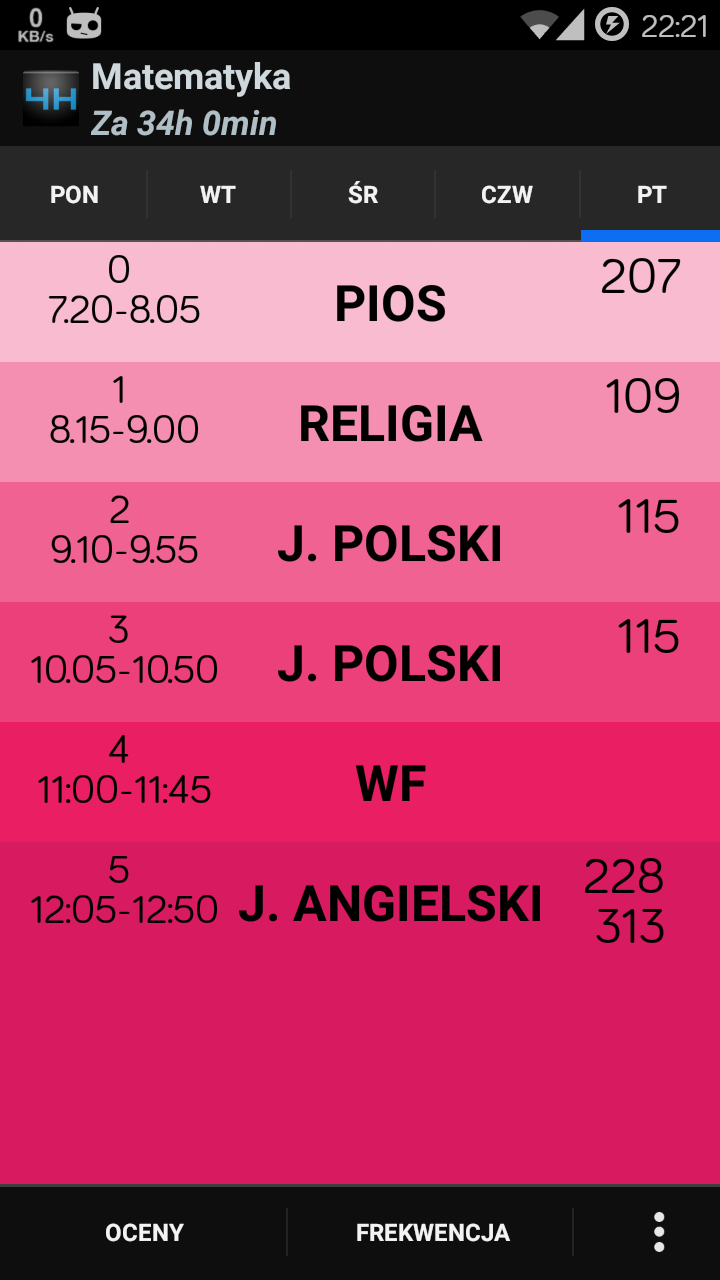 0
KB/s
22:21
4H
Matematyka
Za 34h 0min
PON WT ŚR CZW PT
0
7.20-8.05
PIOS
207
1
8.15-9.00
RELIGIA
109
2
9.10-9.55
J. POLSKI
115
3
10.05-10.50
J. POLSKI
115
4
11:00-11:45
WF
5
12:05-12:50
J. ANGIELSKI
228
313
OCENY FREKWENCJA